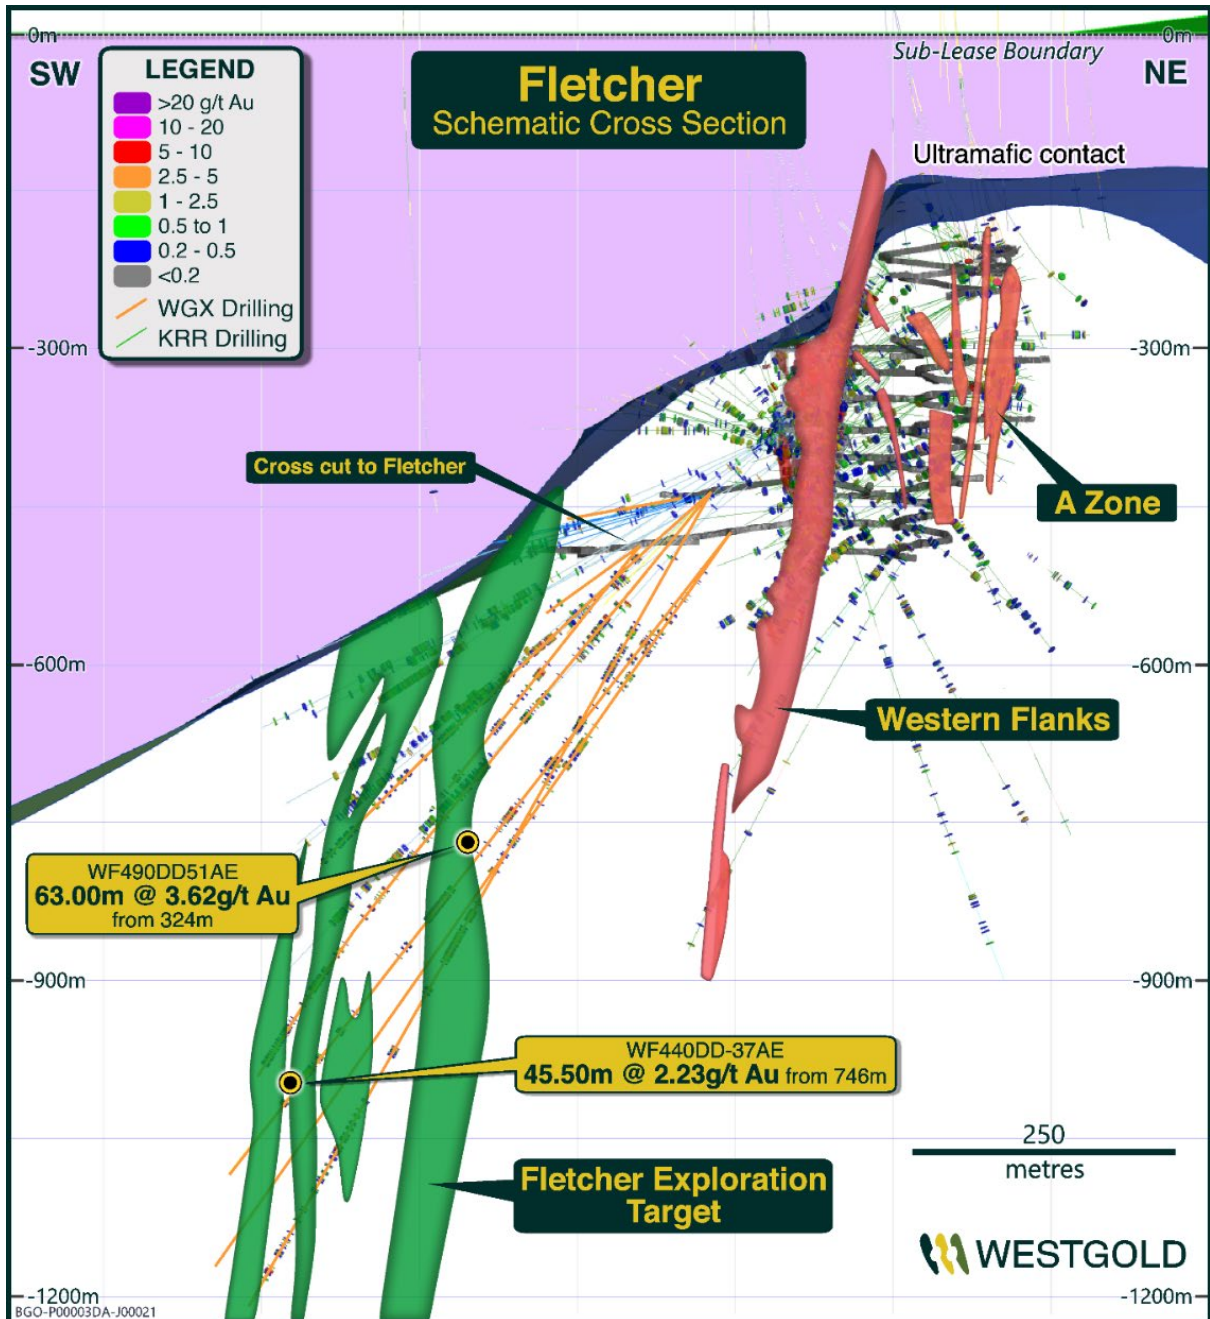 0m
0m
Sub-Lease Boundary
SW
NE
LEGEND
>20 g/t Au
10 - 20
5 - 10
2.5 - 5
1 - 2.5
0.5 to 1
0.2 - 0.5
<0.2
WGX Drilling
KRR Drilling
Fletcher
Schematic Cross Section
Ultramafic contact
-300m
-300m
Cross cut to Fletcher
A Zone
-600m
-600m
Western Flanks
WF490DD51AE
63.00m @ 3.62g/t Au
from 324m
-900m
-900m
WF440DD-37AE
45.50m @ 2.23g/t Au from 746m
250
metres
Fletcher Exploration
Target
WESTGOLD
-1200m
-1200m
BGO-P00003DA-J00021